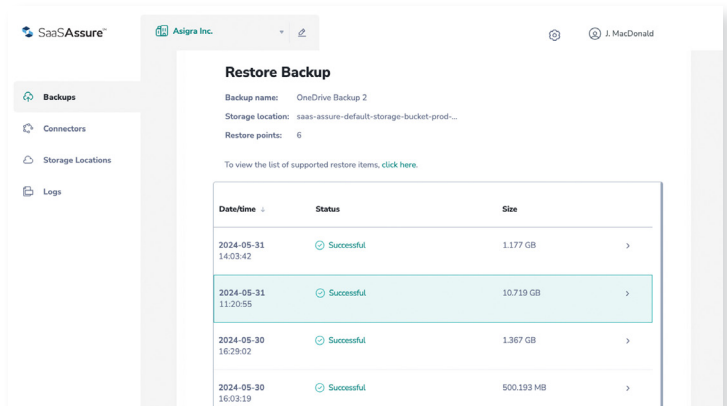 SaaSAssure™
Asigra Inc.
J. MacDonald
Backups
Connectors
Storage Locations
Logs
Restore Backup
Backup name: OneDrive Backup 2
Storage location: saas-assure-default-storage-bucket-prod-...
Restore points: 6
To view the list of supported restore items, click here.
Date/time ↓ Status Size
2024-05-31 Successful 1.177 GB
14:03:42
2024-05-31 Successful 10.719 GB
11:20:55
2024-05-30 Successful 1.367 GB
16:29:02
2024-05-30 Successful 500.193 MB
16:03:19